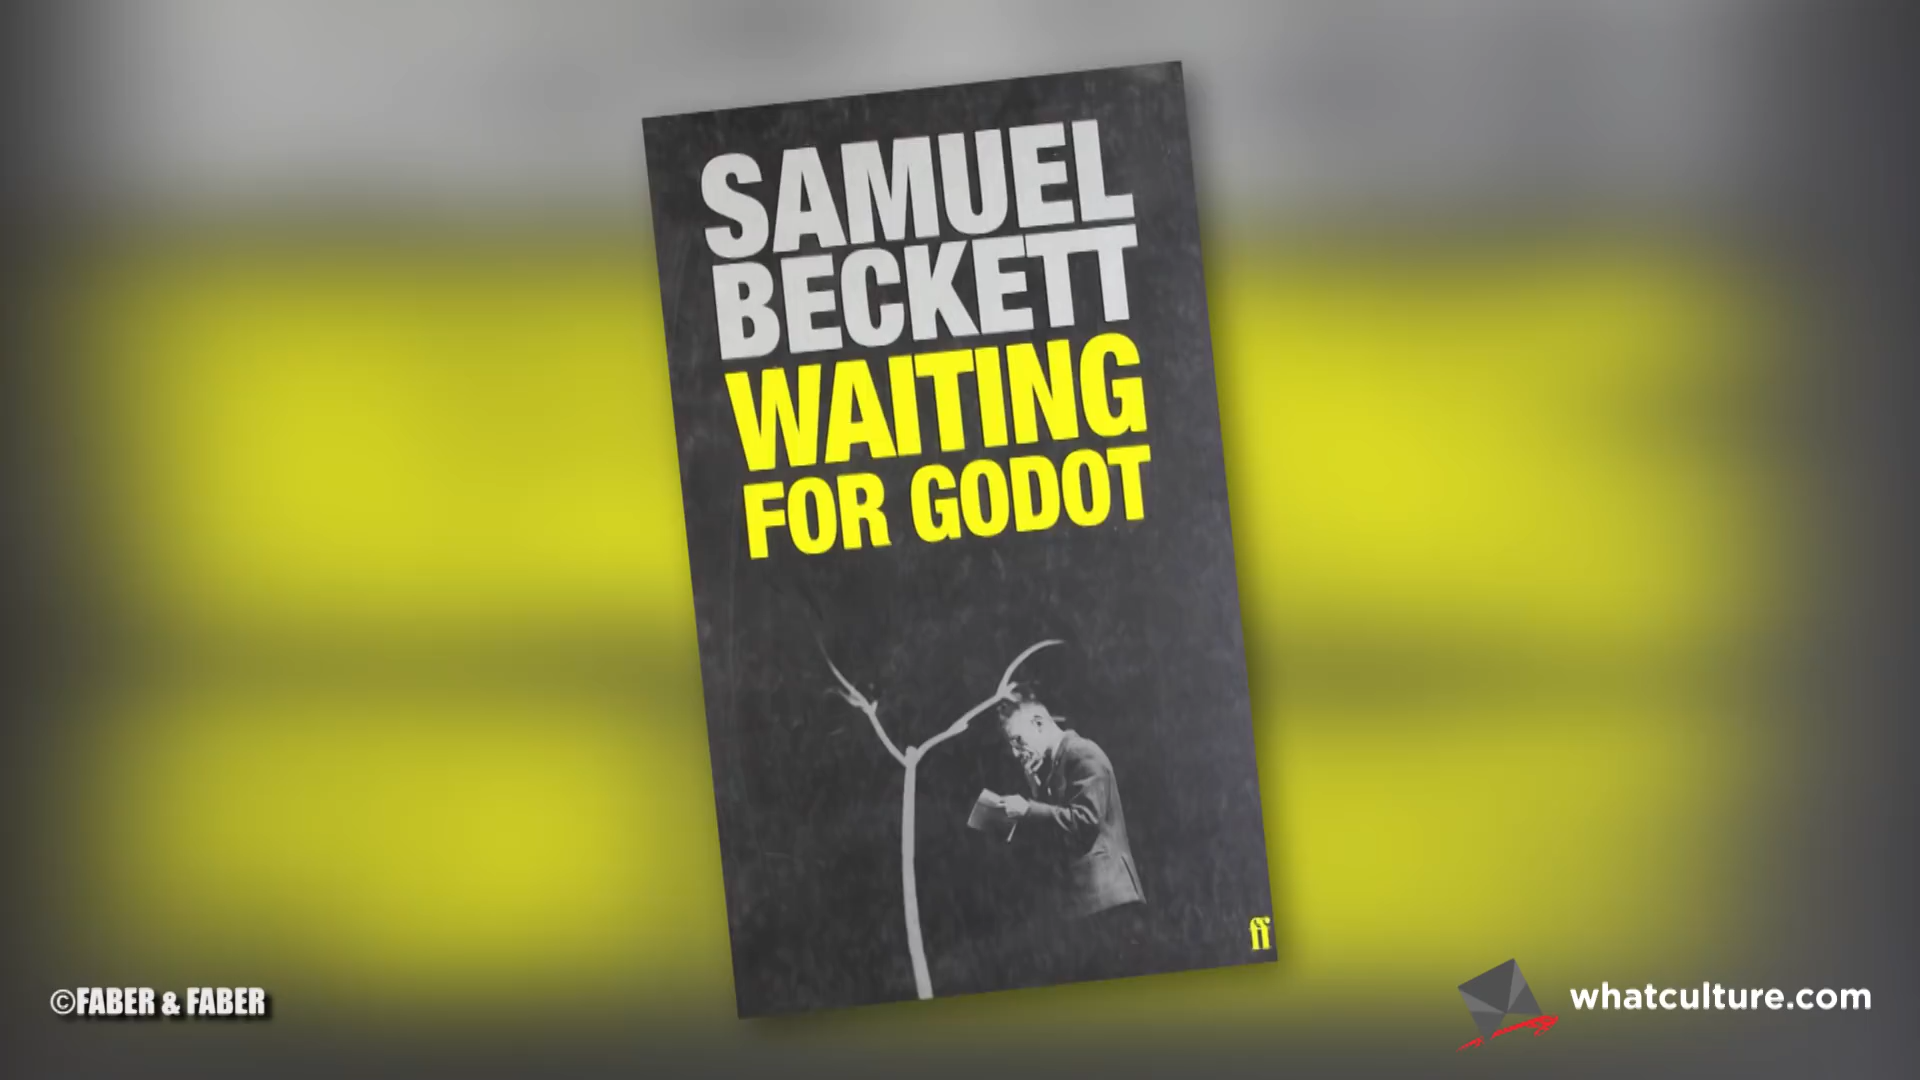 SAMUEL
BECKETT
WAITING
FOR GODOT
ff
©FABER & FABER
whatculture.com